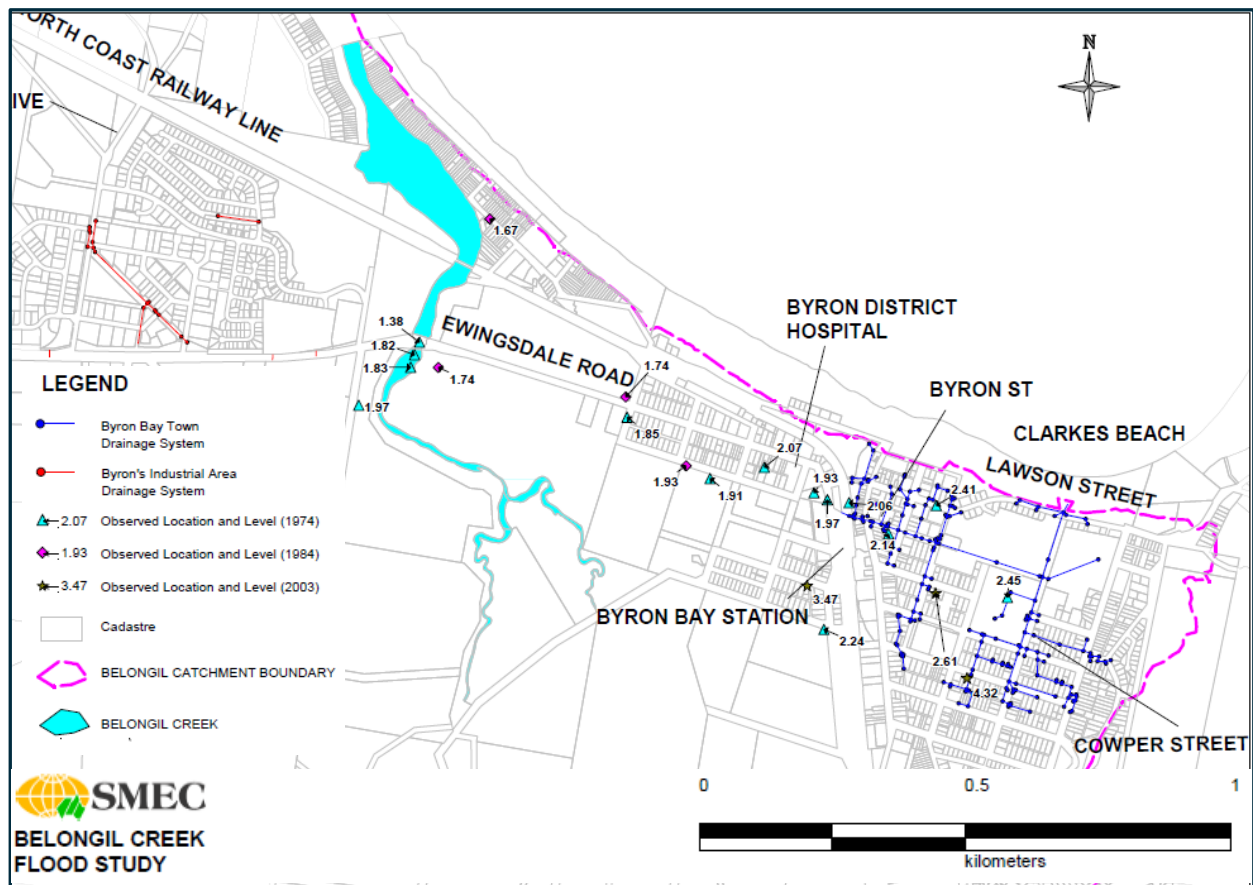 NORTH COAST RAILWAY LINE
IVE
N
1.67
BYRON DISTRICT
HOSPITAL
EWINGSDALE ROAD
1.38
1.82
1.83
1.74
1.97
1.74
1.85
BYRON ST
CLARKES BEACH
LAWSON STREET
2.07
1.93
1.91
1.93
1.97
2.06
2.41
2.14
2.45
3.47
BYRON BAY STATION
2.24
2.61
4.32
COWPER STREET
LEGEND
Byron Bay Town
Drainage System
Byron's Industrial Area
Drainage System
2.07 Observed Location and Level (1974)
1.93 Observed Location and Level (1984)
3.47 Observed Location and Level (2003)
Cadastre
BELONGIL CATCHMENT BOUNDARY
BELONGIL CREEK
SMEC
BELONGIL CREEK
FLOOD STUDY
0 0.5 1
kilometers